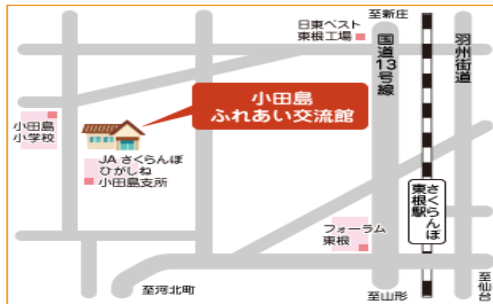 至新庄
日東ベスト
東根工場
国道13号線
羽州街道
小田島
ふれあい交流館
小田島
小学校
JA さくらんぼ
ひがしね
小田島支所
さくらんぼ
東根駅
フォーラム
東根
至河北町
至山形
至仙台